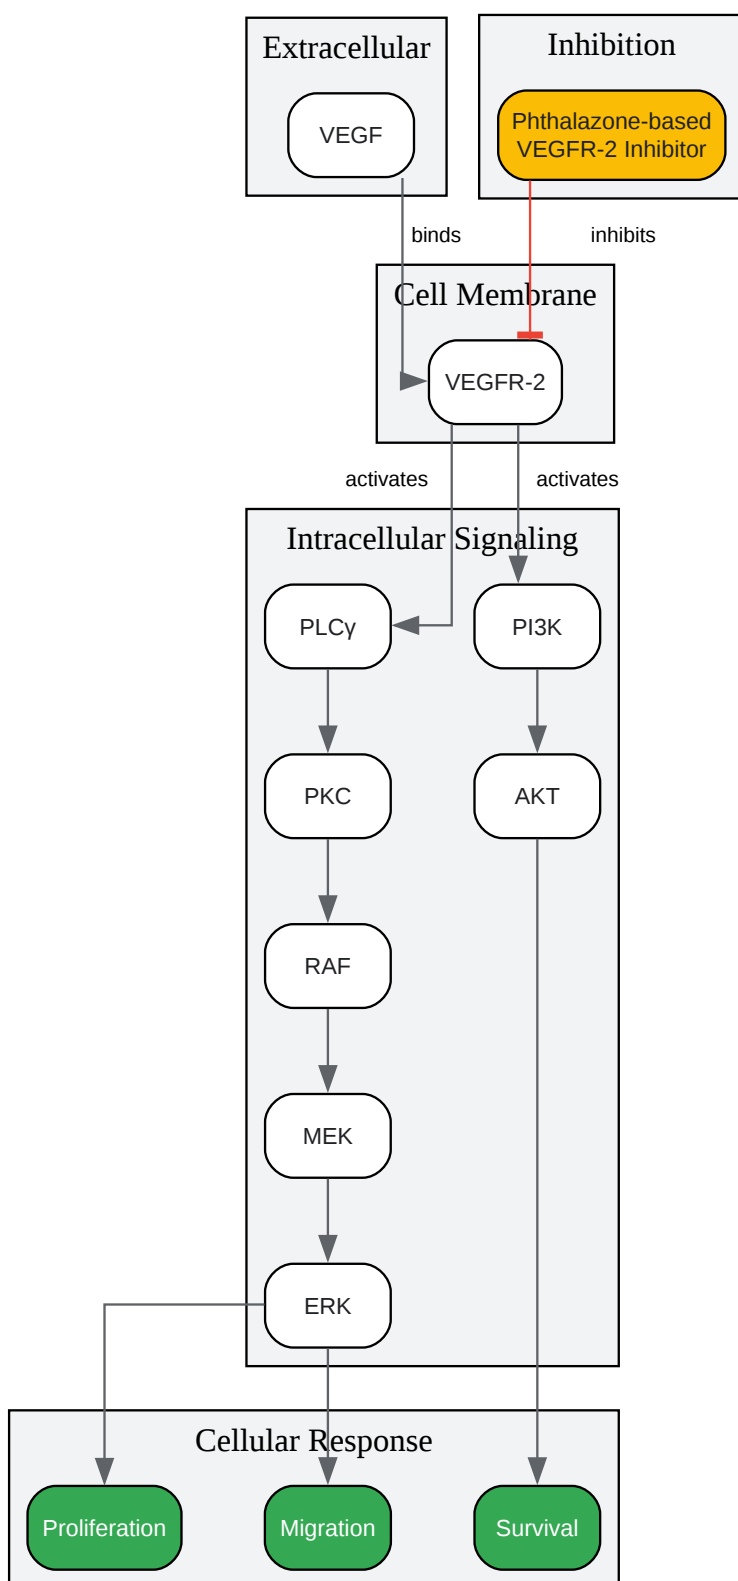 Extracellular
Inhibition
VEGF
Phthalazone-based
VEGFR-2 Inhibitor
binds
inhibits
Cell Membrane
VEGFR-2
activates
activates
Intracellular Signaling
PLCγ
PI3K
PKC
AKT
RAF
MEK
ERK
Cellular Response
Proliferation
Migration
Survival